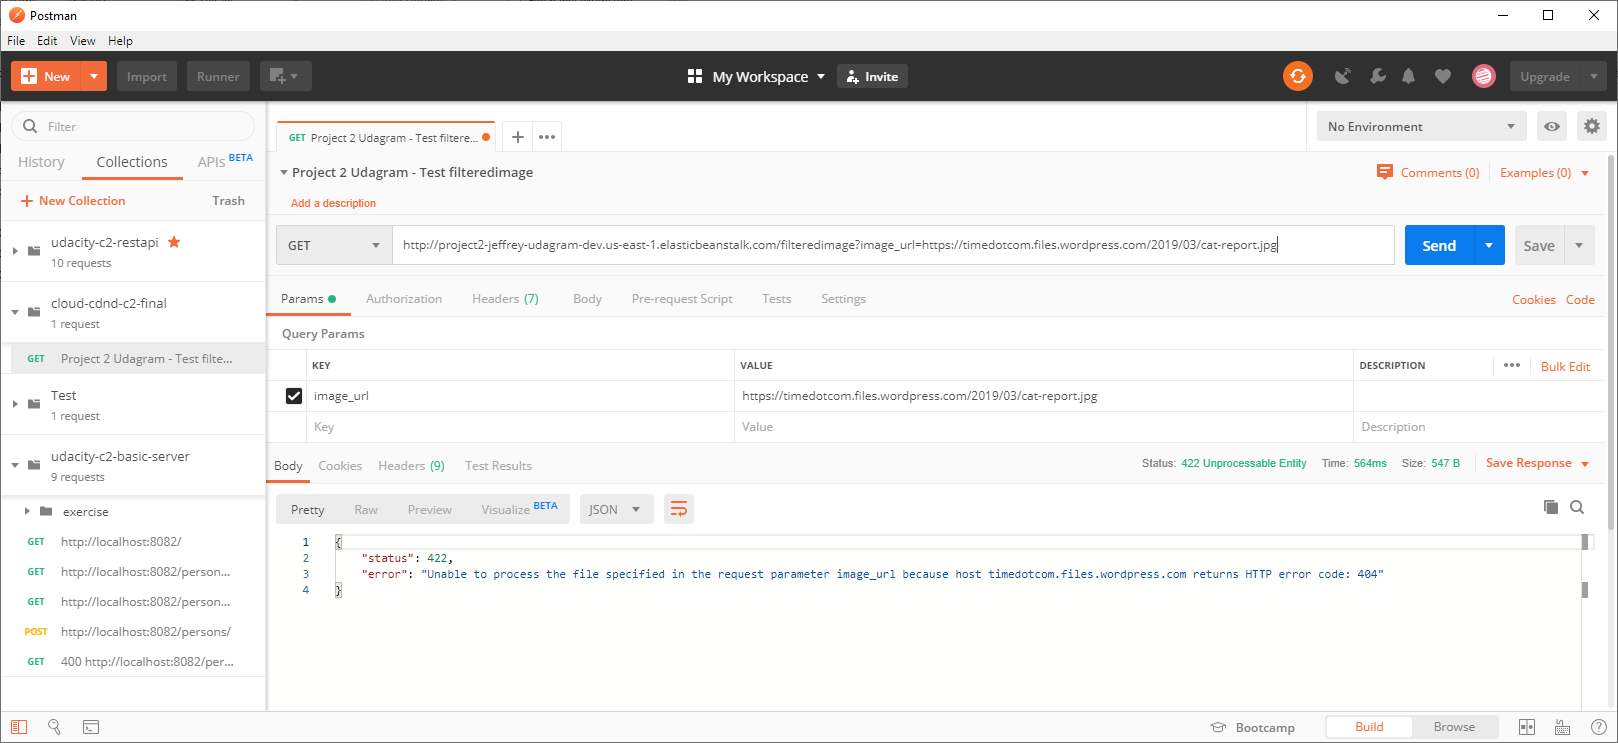 Postman
File Edit View Help
New Import Runner My Workspace Invite Upgrade
Filter
History Collections APIs BETA
New Collection Trash
udacity-c2-restapi
10 requests
cloud-cdnd-c2-final
1 request
GET Project 2 Udagram - Test filte...
Test
1 request
udacity-c2-basic-server
9 requests
exercise
GET http://localhost:8082/
GET http://localhost:8082/person...
GET http://localhost:8082/person...
POST http://localhost:8082/persons/
GET 400 http://localhost:8082/per...
GET Project 2 Udagram - Test filtere...
No Environment
Project 2 Udagram - Test filteredimage
Comments (0) Examples (0)
Add a description
GET http://project2-jeffrey-udagram-dev.us-east-1.elasticbeanstalk.com/filteredimage?image_url=https://timedotcom.files.wordpress.com/2019/03/cat-report.jpg Send Save
Params Authorization Headers (7) Body Pre-request Script Tests Settings Cookies Code
Query Params
KEY VALUE DESCRIPTION Bulk Edit
image_url https://timedotcom.files.wordpress.com/2019/03/cat-report.jpg
Key Value Description
Body Cookies Headers (9) Test Results Status: 422 Unprocessable Entity Time: 564ms Size: 547 B Save Response
Pretty Raw Preview Visualize BETA JSON
1 {
2 "status": 422,
3 "error": "Unable to process the file specified in the request parameter image_url because host timedotcom.files.wordpress.com returns HTTP error code: 404"
4 }
Bootcamp Build Browse